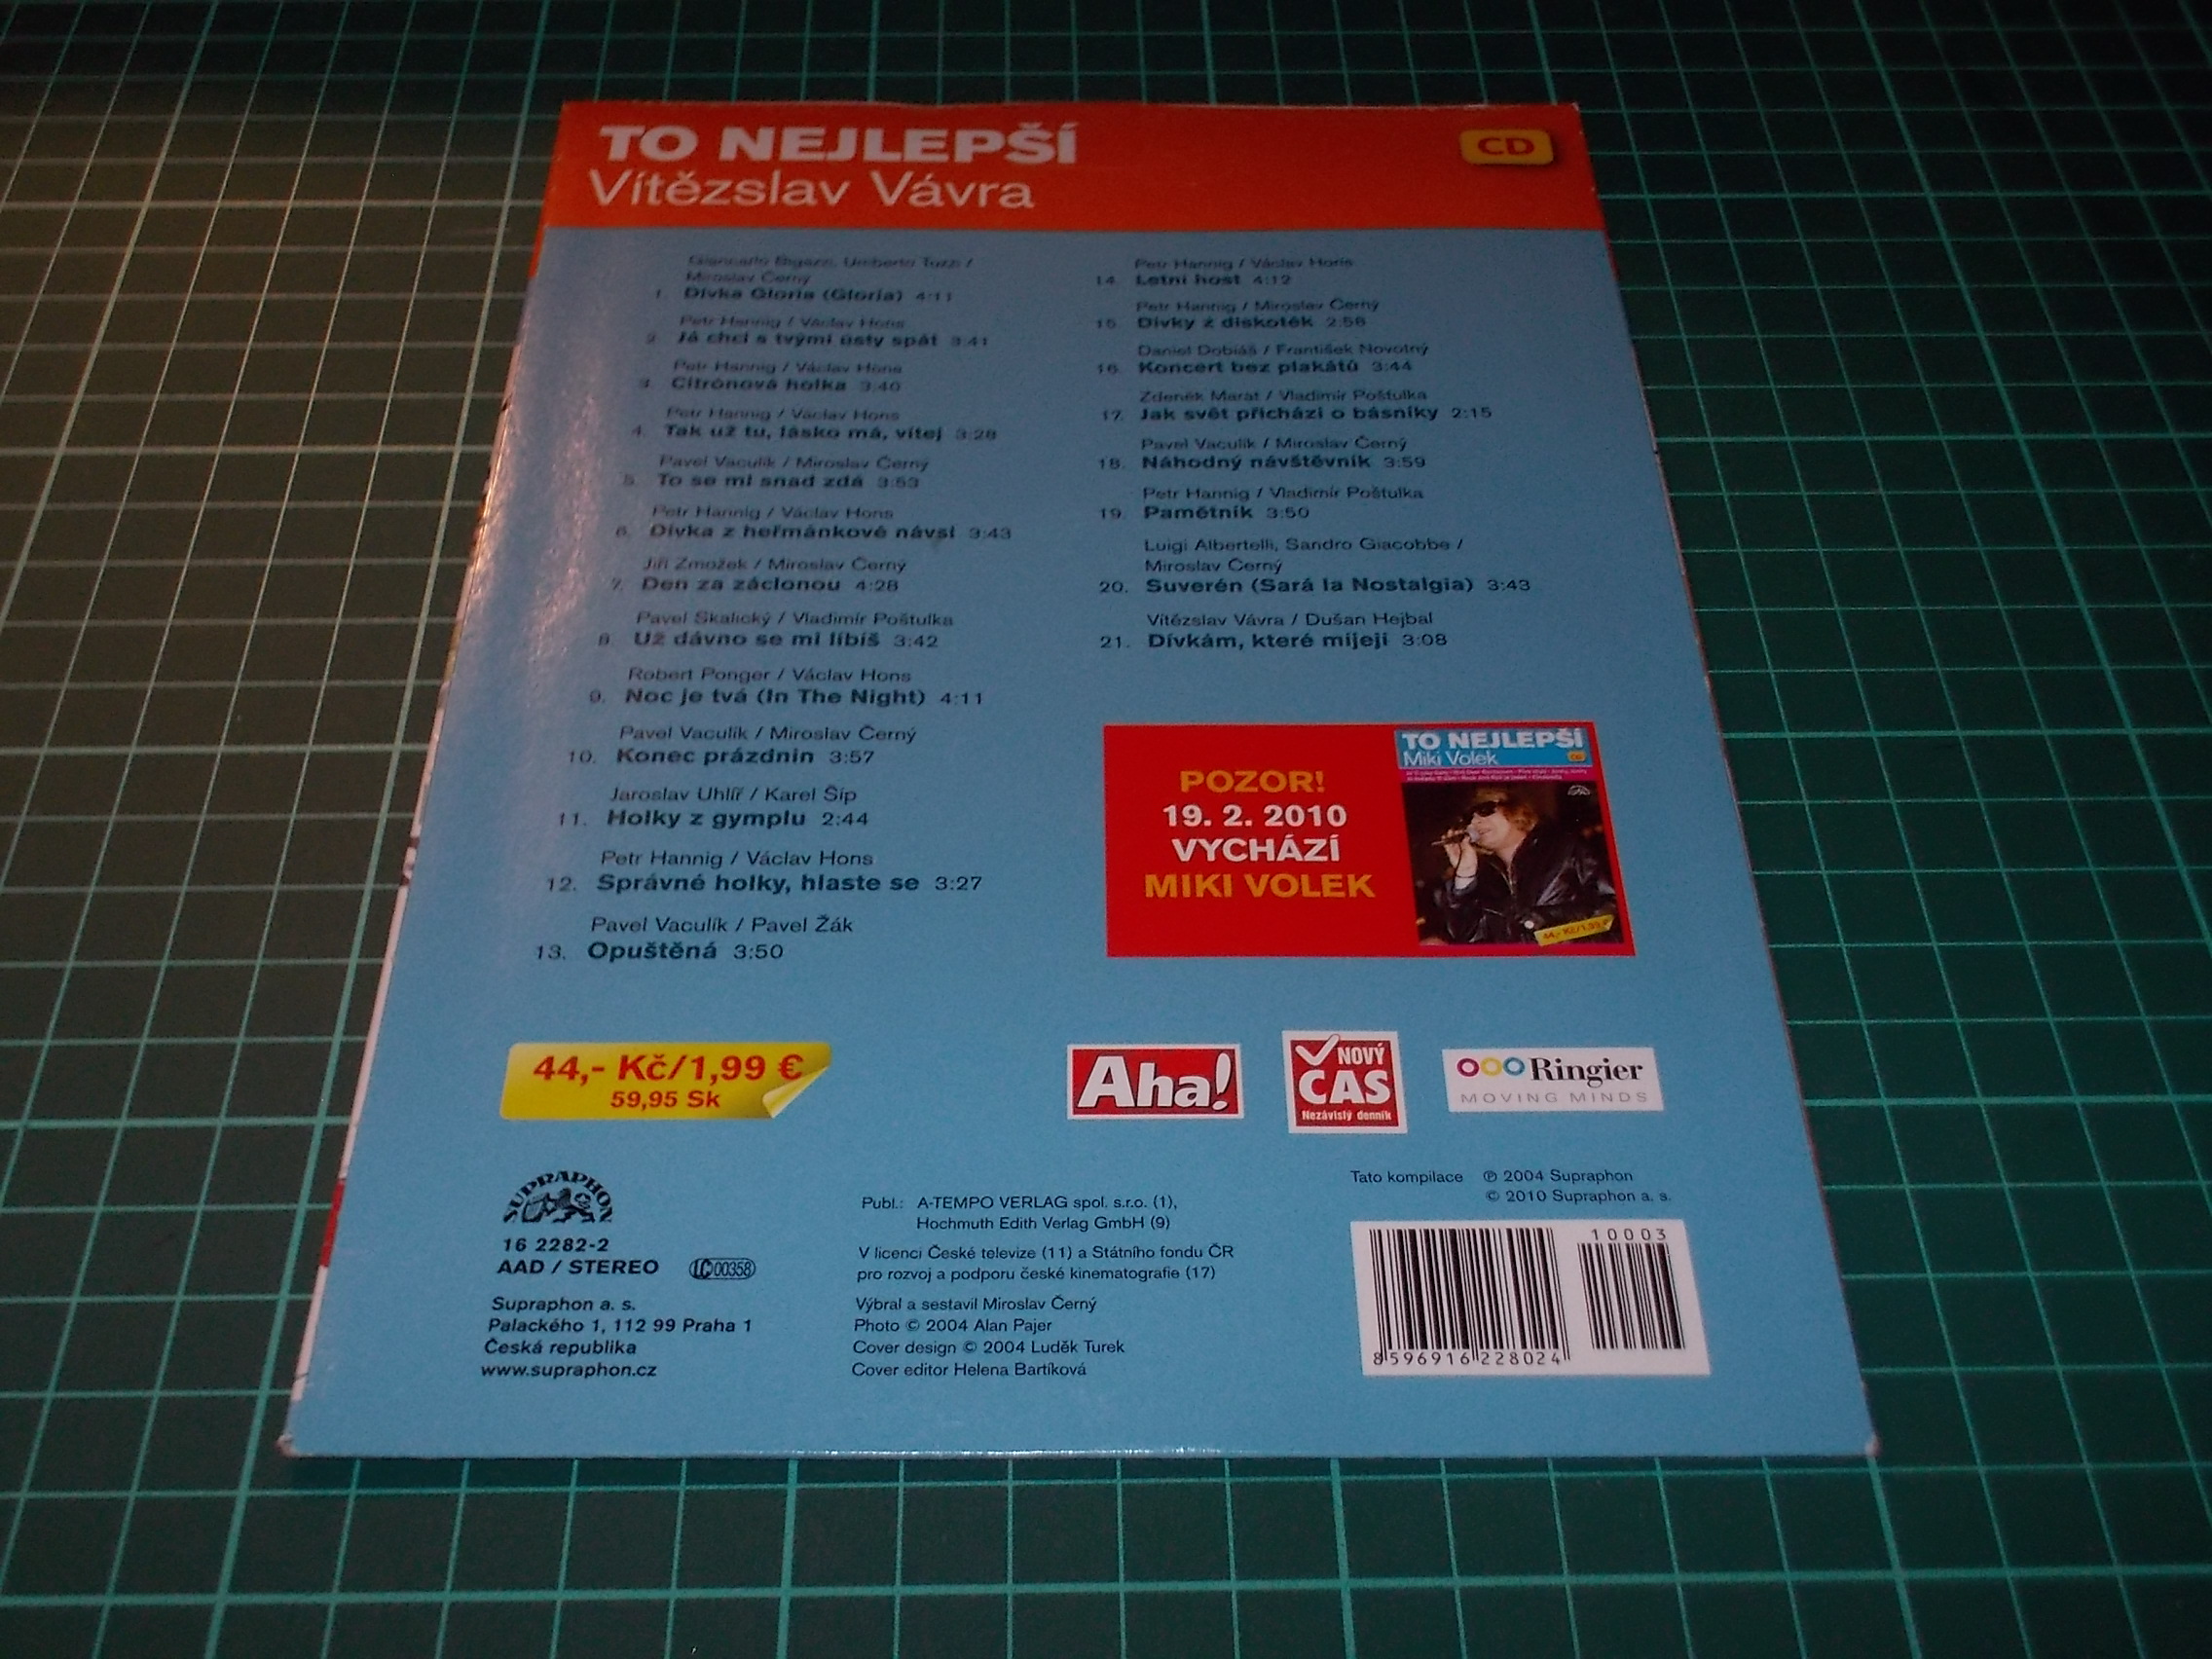 TO NEJLEPŠÍ
Vítězslav Vávra
CD
Giancarlo Bigazzi, Umberto Tozzi /
Miroslav Černý
1. Dívka Gloria (Gloria) 4:11
Petr Hannig / Václav Hons
2. Já chci s tvými ústy spát 3:41
Petr Hannig / Václav Hons
3. Citrónová holka 3:40
Petr Hannig / Václav Hons
4. Tak už tu, lásko má, vítej 3:28
Pavel Vaculík / Miroslav Černý
5. To se mi snad zdá 3:53
Petr Hannig / Václav Hons
6. Dívka z heřmánkové návsi 3:43
Jiří Zmožek / Miroslav Černý
7. Den za záclonou 4:28
Pavel Skalický / Vladimír Poštulka
8. Už dávno se mi líbíš 3:42
Robert Ponger / Václav Hons
9. Noc je tvá (In The Night) 4:11
Pavel Vaculík / Miroslav Černý
10. Konec prázdnin 3:57
Jaroslav Uhlíř / Karel Šíp
11. Holky z gymplu 2:44
Petr Hannig / Václav Hons
12. Správné holky, hlaste se 3:27
Pavel Vaculík / Pavel Žák
13. Opuštěná 3:50
Petr Hannig / Václav Hons
14. Letní host 4:12
Petr Hannig / Miroslav Černý
15. Dívky z diskoték 2:56
Daniel Dobiáš / František Novotný
16. Koncert bez plakátů 3:44
Zdeněk Marat / Vladimír Poštulka
17. Jak svět přichází o básníky 2:15
Pavel Vaculík / Miroslav Černý
18. Náhodný návštěvník 3:59
Petr Hannig / Vladimír Poštulka
19. Pamětník 3:50
Luigi Albertelli, Sandro Giacobbe /
Miroslav Černý
20. Suverén (Sará la Nostalgia) 3:43
Vítězslav Vávra / Dušan Hejbal
21. Dívkám, které míjejí 3:08
POZOR!
19. 2. 2010
VYCHÁZÍ
MIKI VOLEK
TO NEJLEPŠÍ
Miki Volek
CD
44,- Kč/1,99 €
44,- Kč/1,99 €
59,95 Sk
Aha!
NOVÝ
ČAS
Nezávislý denník
Ringier
MOVING MINDS
SUPRAPHON
16 2282-2
AAD / STEREO LC 00358
Supraphon a. s.
Palackého 1, 112 99 Praha 1
Česká republika
www.supraphon.cz
Publ.: A-TEMPO VERLAG spol. s.r.o. (1),
Hochmuth Edith Verlag GmbH (9)
V licenci České televize (11) a Státního fondu ČR
pro rozvoj a podporu české kinematografie (17)
Výbral a sestavil Miroslav Černý
Photo © 2004 Alan Pajer
Cover design © 2004 Luděk Turek
Cover editor Helena Bartíková
Tato kompilace ℗ 2004 Supraphon
© 2010 Supraphon a. s.
10003
8 596916 228024